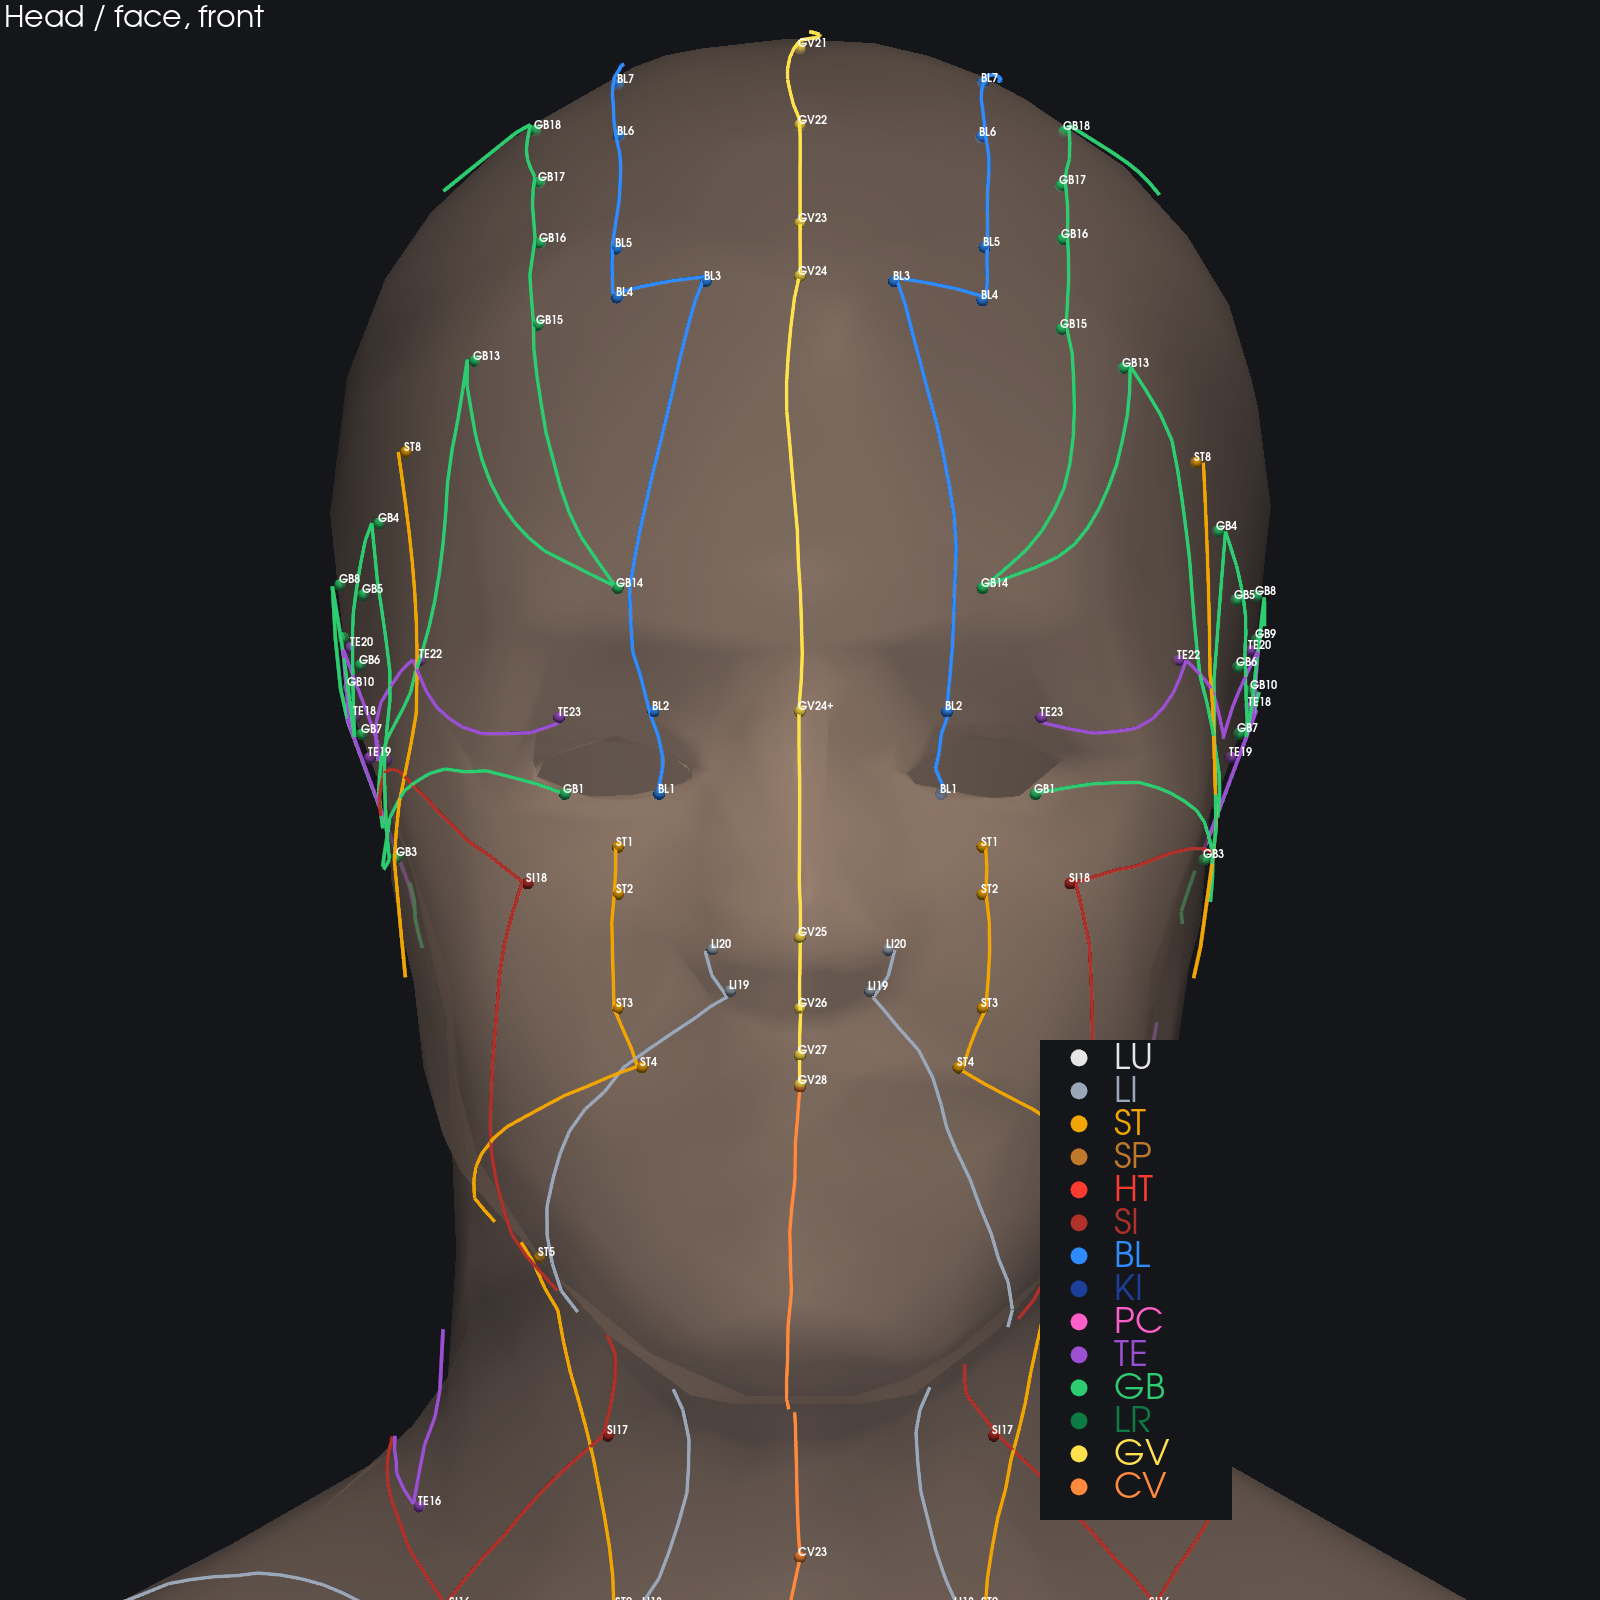 Head / face, front
GV21
BL7
BL7
GV22
GB18
GB18
BL6
BL6
GB17
GB17
GV23
GB16
GB16
BL5
BL5
GV24
BL3
BL3
BL4
BL4
GB15
GB15
GB13
GB13
ST8
ST8
GB4
GB4
GB8
GB5
GB14
GB14
GB5
GB8
GB9
TE20
TE20
GB6
TE22
TE22
GB6
GB10
GB10
TE18
TE23
BL2
GV24+
BL2
TE23
TE18
GB7
GB7
TE19
TE19
GB1
BL1
BL1
GB1
ST1
ST1
GB3
GB3
SI18
SI18
ST2
ST2
GV25
LI20
LI20
LI19
LI19
ST3
GV26
ST3
GV27
ST4
ST4
GV28
ST5
SI17
SI17
TE16
CV23
LU
LI
ST
SP
HT
SI
BL
KI
PC
TE
GB
LR
GV
CV